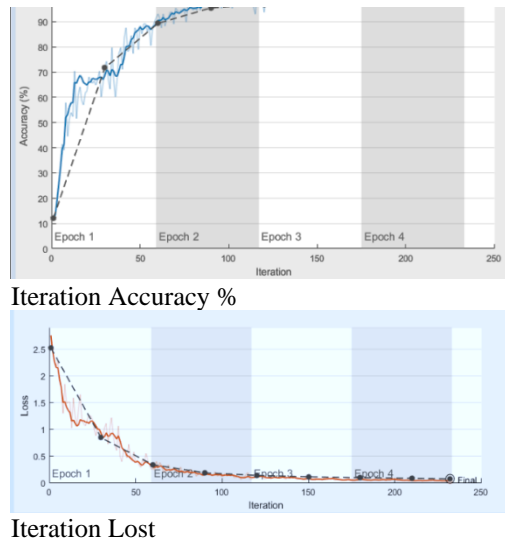 90
80
70
60
50
40
30
20
10
0
Accuracy (%)
Epoch 1 Epoch 2 Epoch 3 Epoch 4
0 50 100 150 200 250
Iteration
Iteration Accuracy %
2.5
2
1.5
1
0.5
0
Loss
Epoch 1 Epoch 2 Epoch 3 Epoch 4 Final
0 50 100 150 200 250
Iteration
Iteration Lost